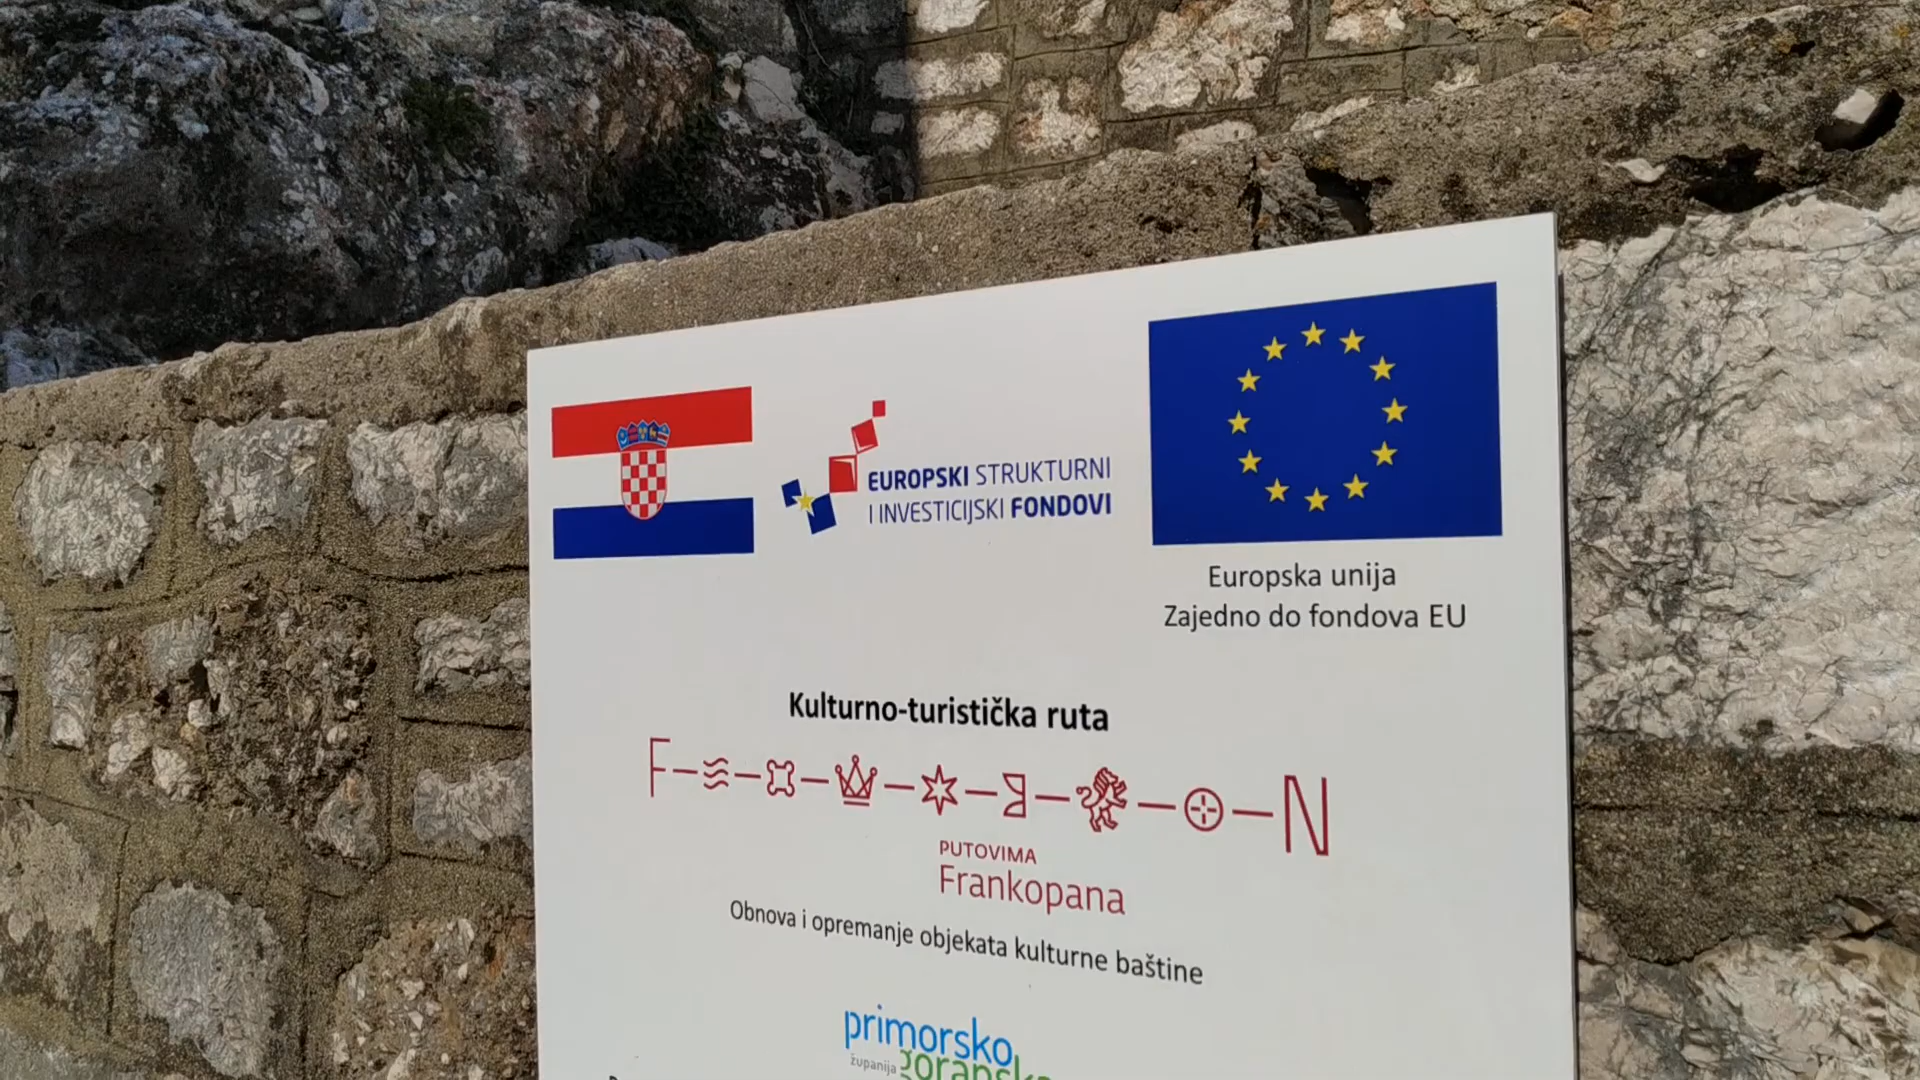 EUROPSKI STRUKTURNI
I INVESTICIJSKI FONDOVI
Europska unija
Zajedno do fondova EU
Kulturno-turistička ruta
F N
PUTOVIMA
Frankopana
Obnova i opremanje objekata kulturne baštine
primorsko
županija goranska